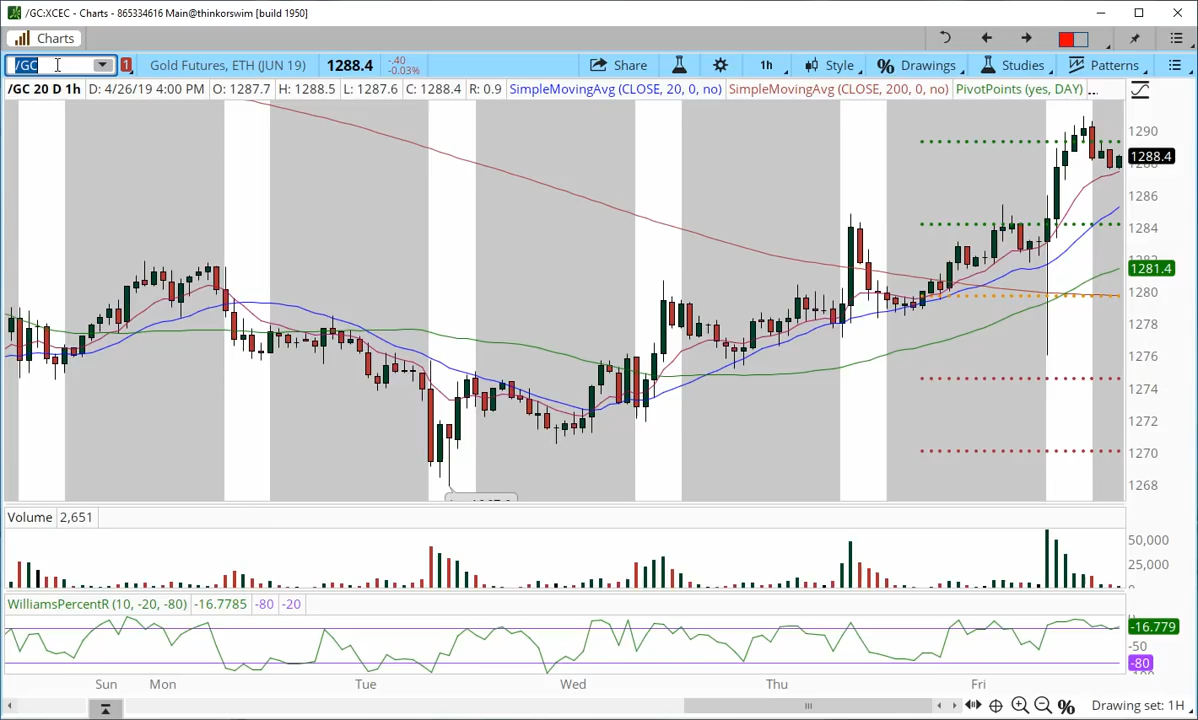 /GC:XCEC - Charts - 865334616 Main@thinkorswim [build 1950]
Charts
/GC 1 Gold Futures, ETH (JUN 19) 1288.4 -.40 -0.03% Share 1h Style Drawings Studies Patterns
/GC 20 D 1h D: 4/26/19 4:00 PM O: 1287.7 H: 1288.5 L: 1287.6 C: 1288.4 R: 0.9 SimpleMovingAvg (CLOSE, 20, 0, no) SimpleMovingAvg (CLOSE, 200, 0, no) PivotPoints (yes, DAY) ...
1290
1288.4
1286
1284
1281.4
1280
1278
1276
1274
1272
1270
1268
Volume 2,651
50,000
25,000
WilliamsPercentR (10, -20, -80) -16.7785 -80 -20
-16.779
-50
-80
Sun Mon Tue Wed Thu Fri
Drawing set: 1H